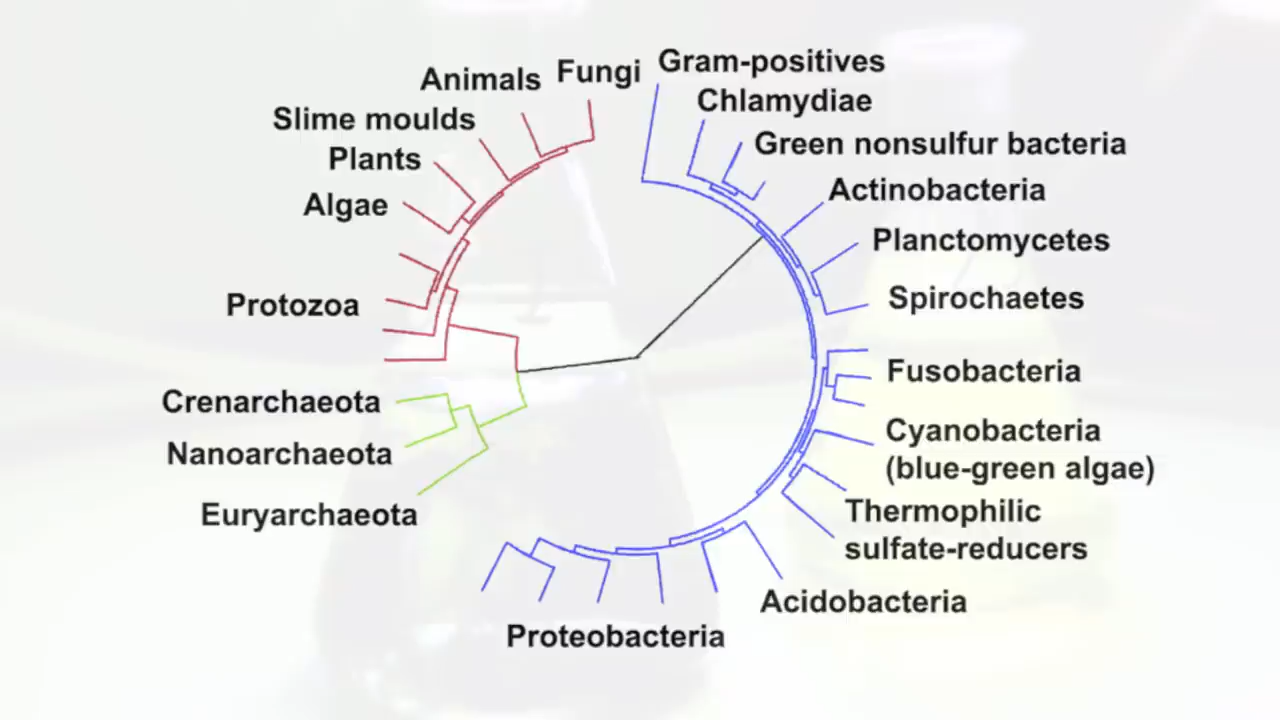 Fungi
Animals
Slime moulds
Plants
Algae
Protozoa
Crenarchaeota
Nanoarchaeota
Euryarchaeota
Gram-positives
Chlamydiae
Green nonsulfur bacteria
Actinobacteria
Planctomycetes
Spirochaetes
Fusobacteria
Cyanobacteria
(blue-green algae)
Thermophilic
sulfate-reducers
Acidobacteria
Proteobacteria